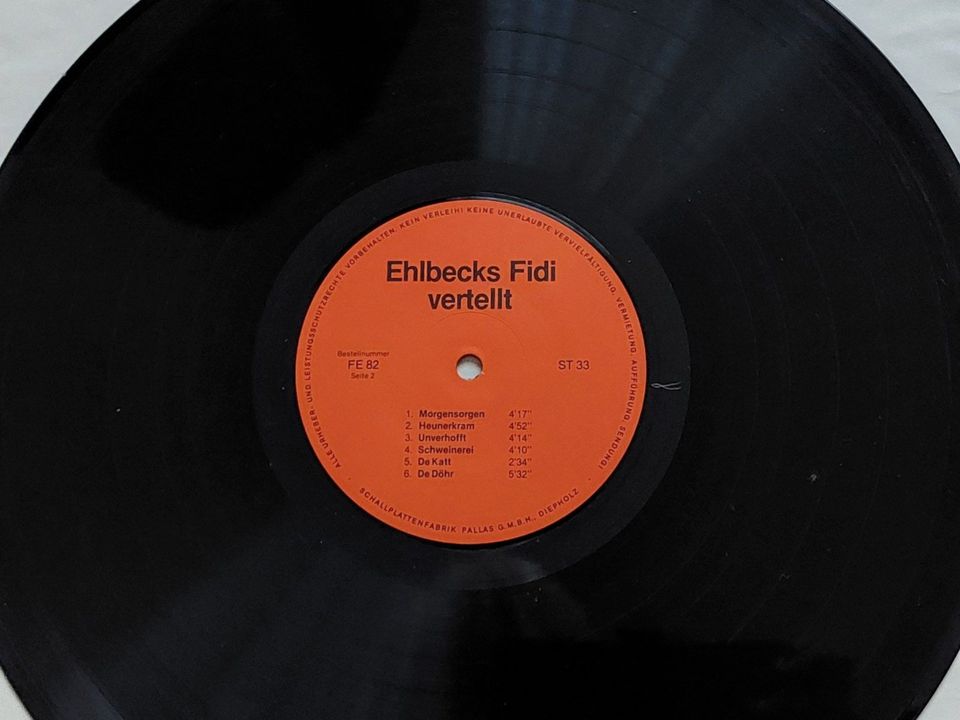 ALLE URHEBER- UND LEISTUNGSSCHUTZRECHTE VORBEHALTEN. KEIN VERLEIH! KEINE UNERLAUBTE VERVIELFÄLTIGUNG, VERMIETUNG, AUFFÜHRUNG, SENDUNG!
Ehlbecks Fidi
vertellt
Bestellnummer
FE 82
Seite 2
ST 33
1. Morgensorgen 4'17"
2. Heunerkram 4'52"
3. Unverhofft 4'14"
4. Schweinerei 4'10"
5. De Katt 2'34"
6. De Döhr 5'32"
· SCHALLPLATTENFABRIK PALLAS G.M.B.H., DIEPHOLZ ·